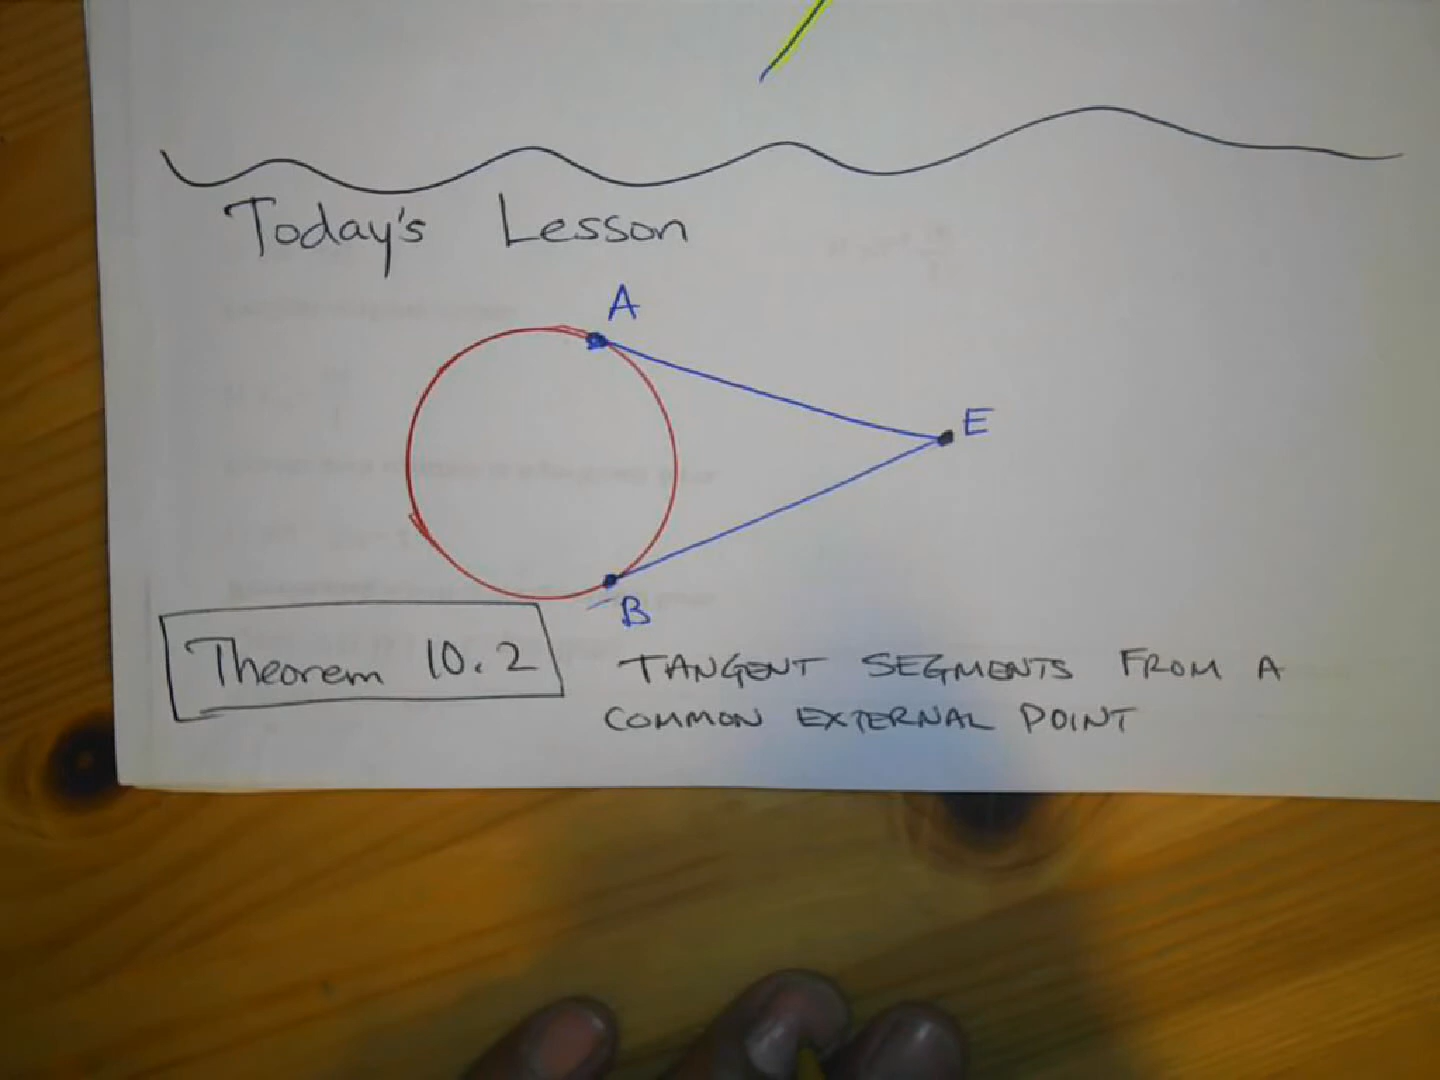 Today's Lesson
A
E
B
Theorem 10.2
TANGENT SEGMENTS FROM A
COMMON EXTERNAL POINT